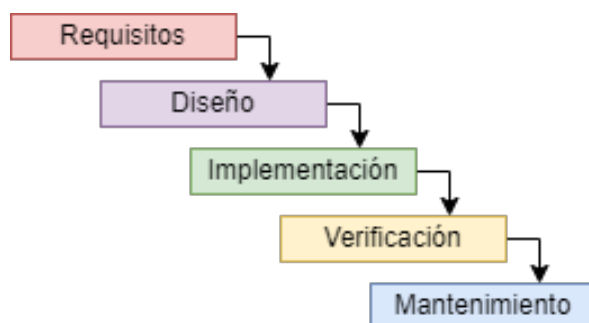 Requisitos
Diseño
Implementación
Verificación
Mantenimiento